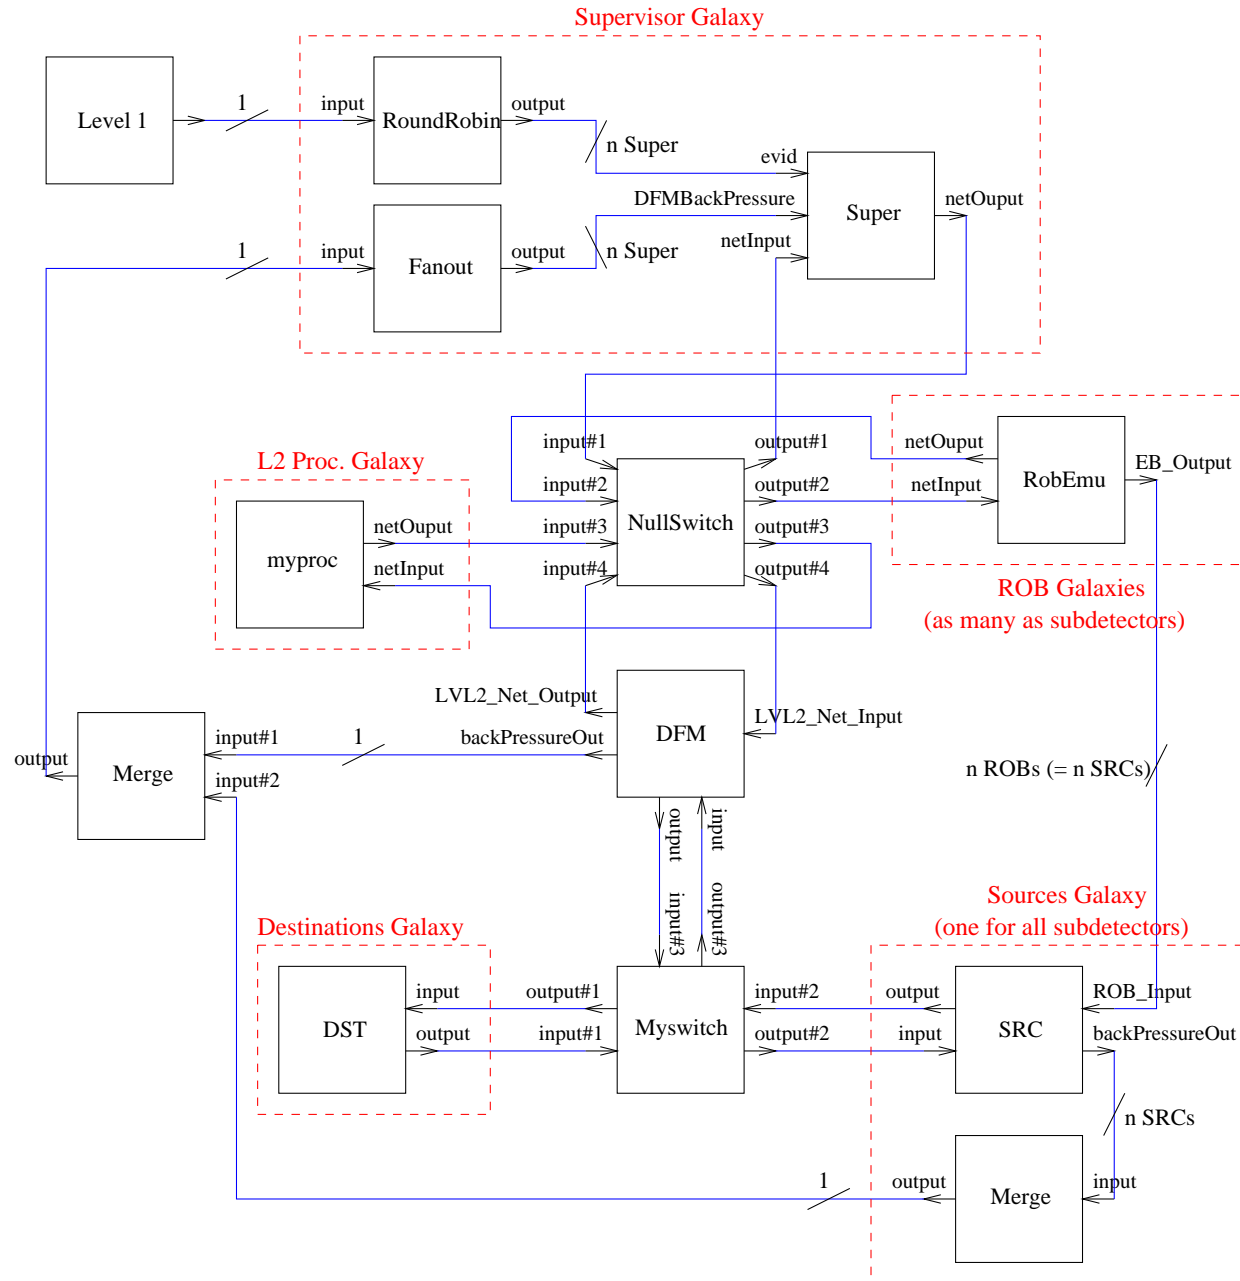 Supervisor Galaxy
Level 1
1
input
RoundRobin
output
n Super
evid
DFMBackPressure
netInput
Super
netOuput
1
input
Fanout
output
n Super
L2 Proc. Galaxy
myproc
netOuput
netInput
input#1
input#2
input#3
input#4
NullSwitch
output#1
output#2
output#3
output#4
netOuput
netInput
RobEmu
EB_Output
ROB Galaxies
(as many as subdetectors)
LVL2_Net_Output
backPressureOut
DFM
LVL2_Net_Input
1
input#1
input#2
Merge
output
n ROBs (= n SRCs)
output
input
input#3
output#3
Destinations Galaxy
DST
input
output
output#1
input#1
Myswitch
input#2
output#2
Sources Galaxy
(one for all subdetectors)
output
input
SRC
ROB_Input
backPressureOut
n SRCs
1
output
Merge
input